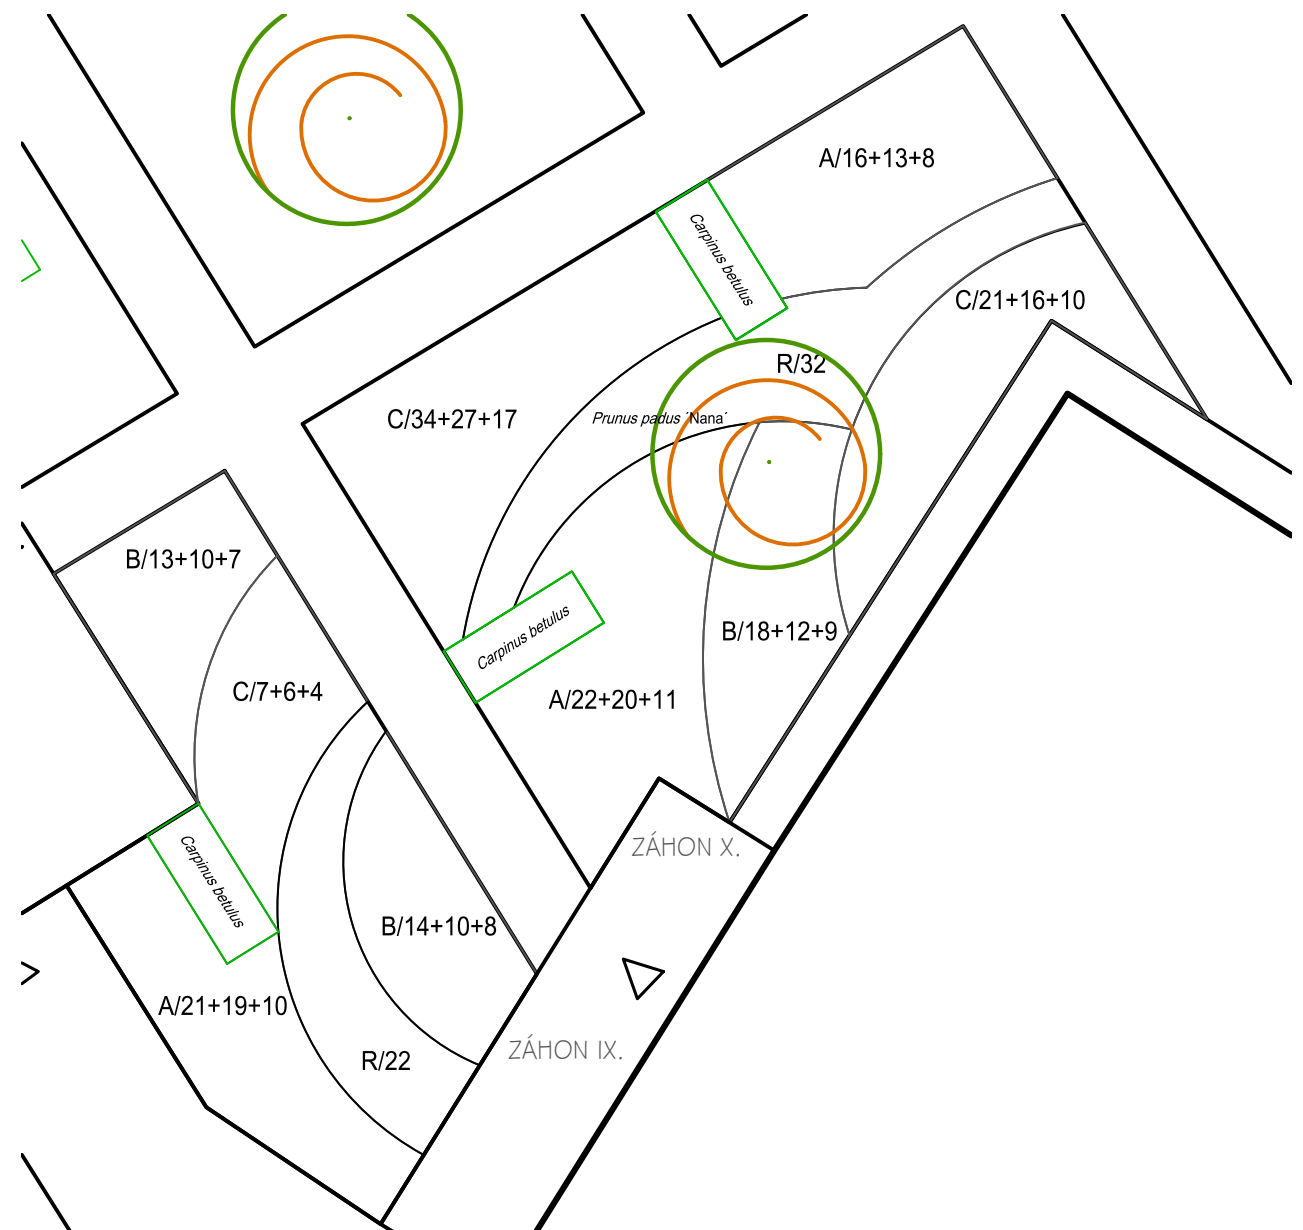 A/16+13+8
Carpinus betulus
C/21+16+10
R/32
C/34+27+17
Prunus padus ´Nana´
B/13+10+7
Carpinus betulus
B/18+12+9
C/7+6+4
A/22+20+11
ZÁHON X.
Carpinus betulus
B/14+10+8
A/21+19+10
ZÁHON IX.
R/22